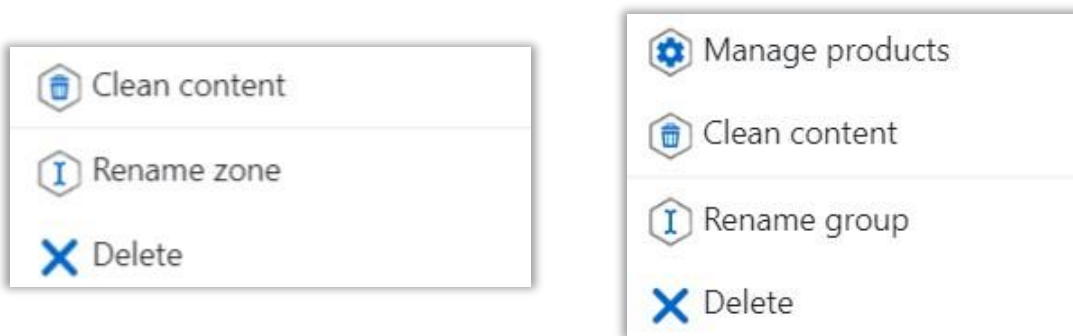 Clean content
Rename zone
Delete
Manage products
Clean content
Rename group
Delete